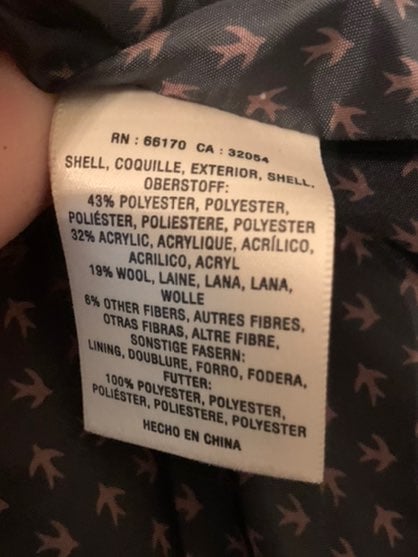 RN : 66170 CA : 32054
SHELL, COQUILLE, EXTERIOR, SHELL.
OBERSTOFF:
43% POLYESTER, POLYESTER,
POLIÉSTER, POLIESTERE, POLYESTER
32% ACRYLIC, ACRYLIQUE, ACRÍLICO,
ACRILICO, ACRYL
19% WOOL, LAINE, LANA, LANA,
WOLLE
6% OTHER FIBERS, AUTRES FIBRES,
OTRAS FIBRAS, ALTRE FIBRE,
SONSTIGE FASERN:
LINING, DOUBLURE, FORRO, FODERA,
FUTTER:
100% POLYESTER, POLYESTER,
POLIÉSTER, POLIESTERE, POLYESTER
HECHO EN CHINA